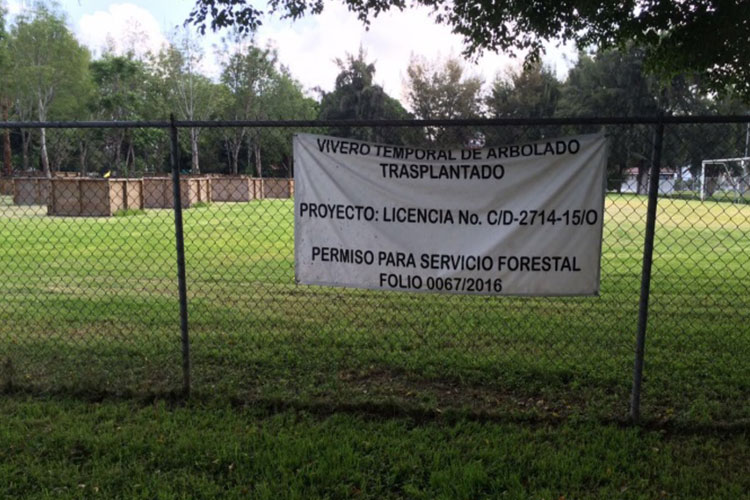 VIVERO TEMPORAL DE ARBOLADO
TRASPLANTADO
PROYECTO: LICENCIA No. C/D-2714-15/O
PERMISO PARA SERVICIO FORESTAL
FOLIO 0067/2016